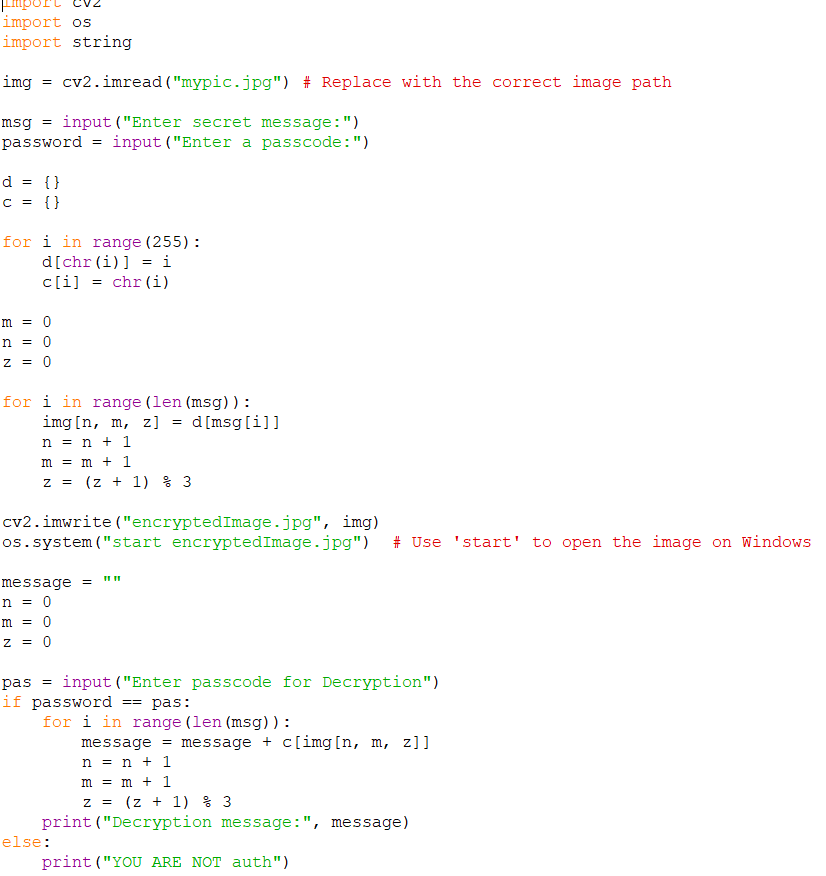 import cv2
import os
import string

img = cv2.imread("mypic.jpg") # Replace with the correct image path

msg = input("Enter secret message:")
password = input("Enter a passcode:")

d = {}
c = {}

for i in range(255):
    d[chr(i)] = i
    c[i] = chr(i)

m = 0
n = 0
z = 0

for i in range(len(msg)):
    img[n, m, z] = d[msg[i]]
    n = n + 1
    m = m + 1
    z = (z + 1) % 3

cv2.imwrite("encryptedImage.jpg", img)
os.system("start encryptedImage.jpg")  # Use 'start' to open the image on Windows

message = ""
n = 0
m = 0
z = 0

pas = input("Enter passcode for Decryption")
if password == pas:
    for i in range(len(msg)):
        message = message + c[img[n, m, z]]
        n = n + 1
        m = m + 1
        z = (z + 1) % 3
    print("Decryption message:", message)
else:
    print("YOU ARE NOT auth")